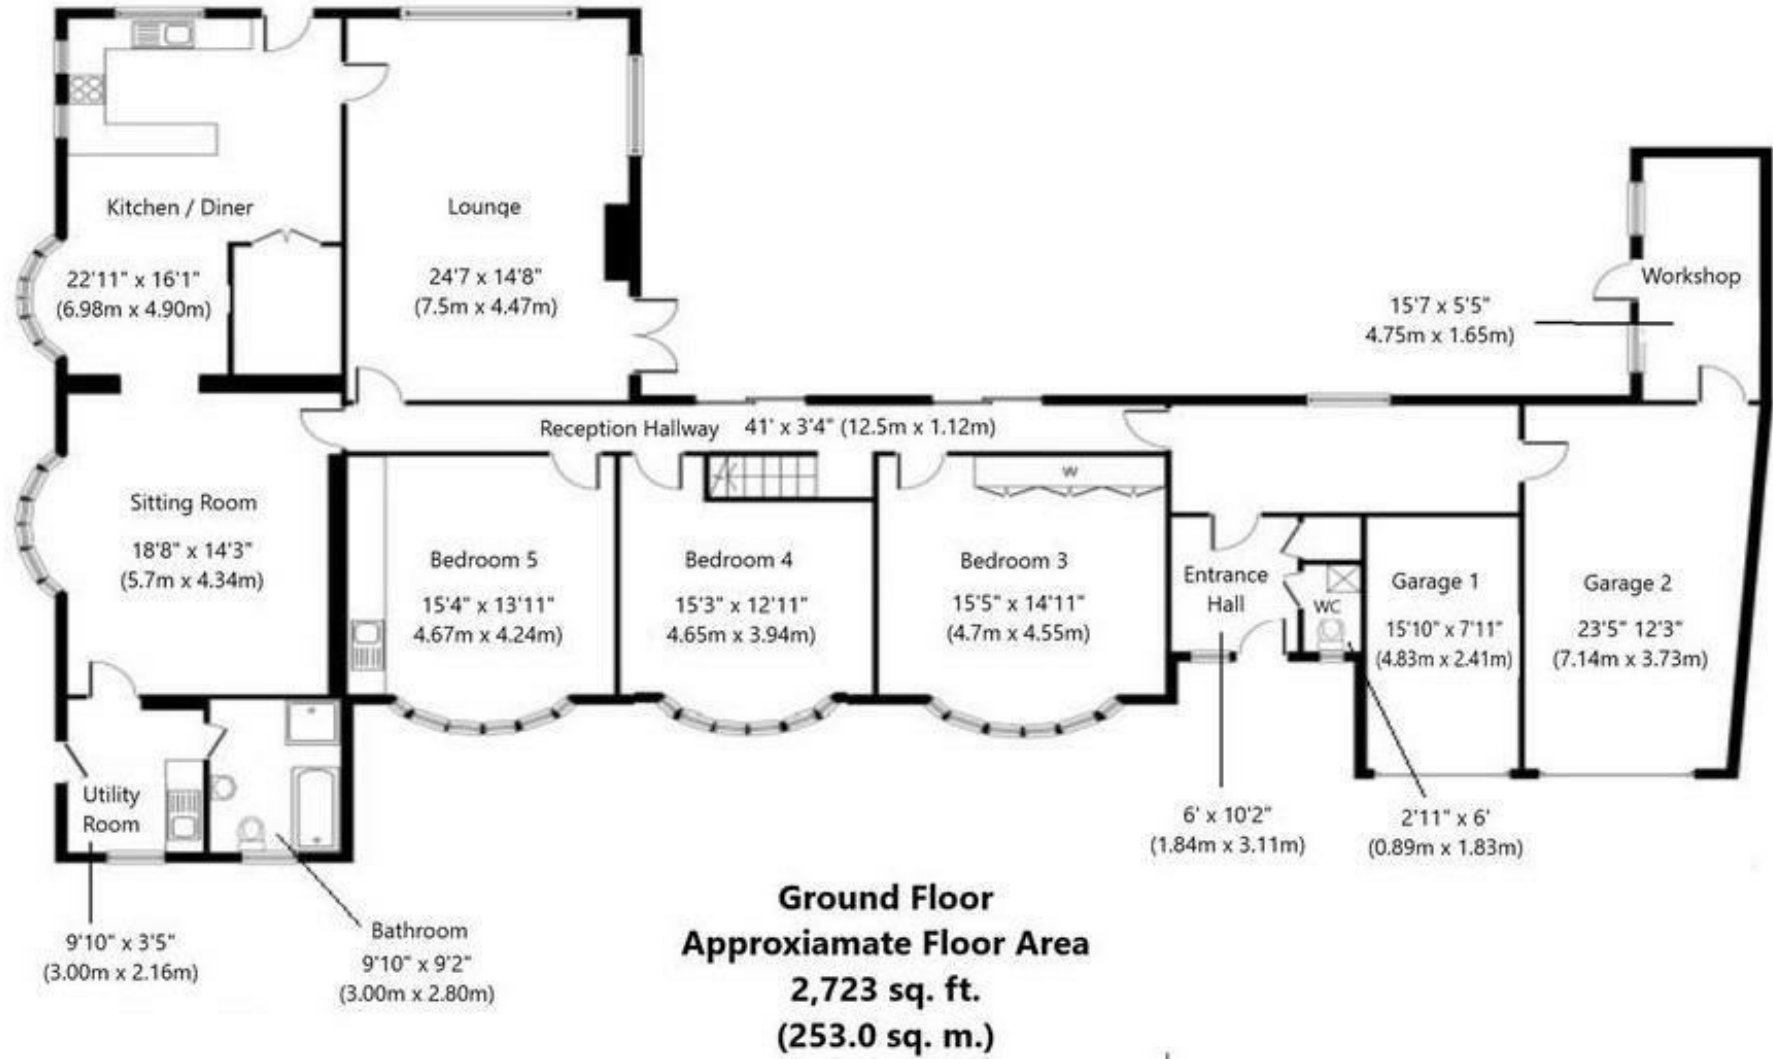 Kitchen / Diner
22'11" x 16'1"
(6.98m x 4.90m)
Lounge
24'7 x 14'8"
(7.5m x 4.47m)
Workshop
15'7 x 5'5"
4.75m x 1.65m)
Reception Hallway 41' x 3'4" (12.5m x 1.12m)
Sitting Room
18'8" x 14'3"
(5.7m x 4.34m)
Bedroom 5
15'4" x 13'11"
4.67m x 4.24m)
Bedroom 4
15'3" x 12'11"
4.65m x 3.94m)
W
Bedroom 3
15'5" x 14'11"
(4.7m x 4.55m)
Entrance
Hall
WC
Garage 1
15'10" x 7'11"
(4.83m x 2.41m)
Garage 2
23'5" 12'3"
(7.14m x 3.73m)
Utility
Room
6' x 10'2"
(1.84m x 3.11m)
2'11" x 6'
(0.89m x 1.83m)
9'10" x 3'5"
(3.00m x 2.16m)
Bathroom
9'10" x 9'2"
(3.00m x 2.80m)
Ground Floor
Approxiamate Floor Area
2,723 sq. ft.
(253.0 sq. m.)